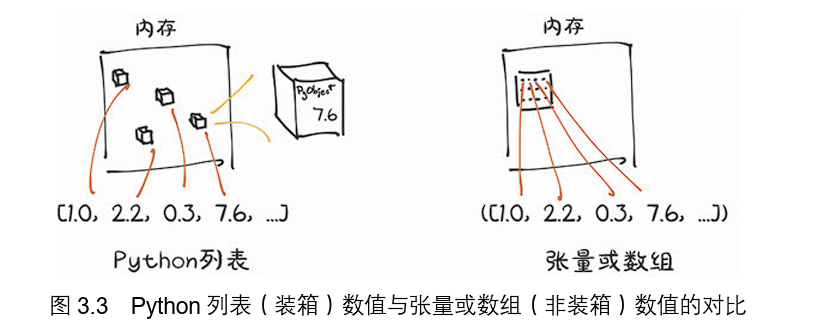 内存
内存
PyObject
7.6
[1.0, 2.2, 0.3, 7.6, …]
([1.0, 2.2, 0.3, 7.6, …])
Python列表
张量或数组
图 3.3 Python 列表（装箱）数值与张量或数组（非装箱）数值的对比